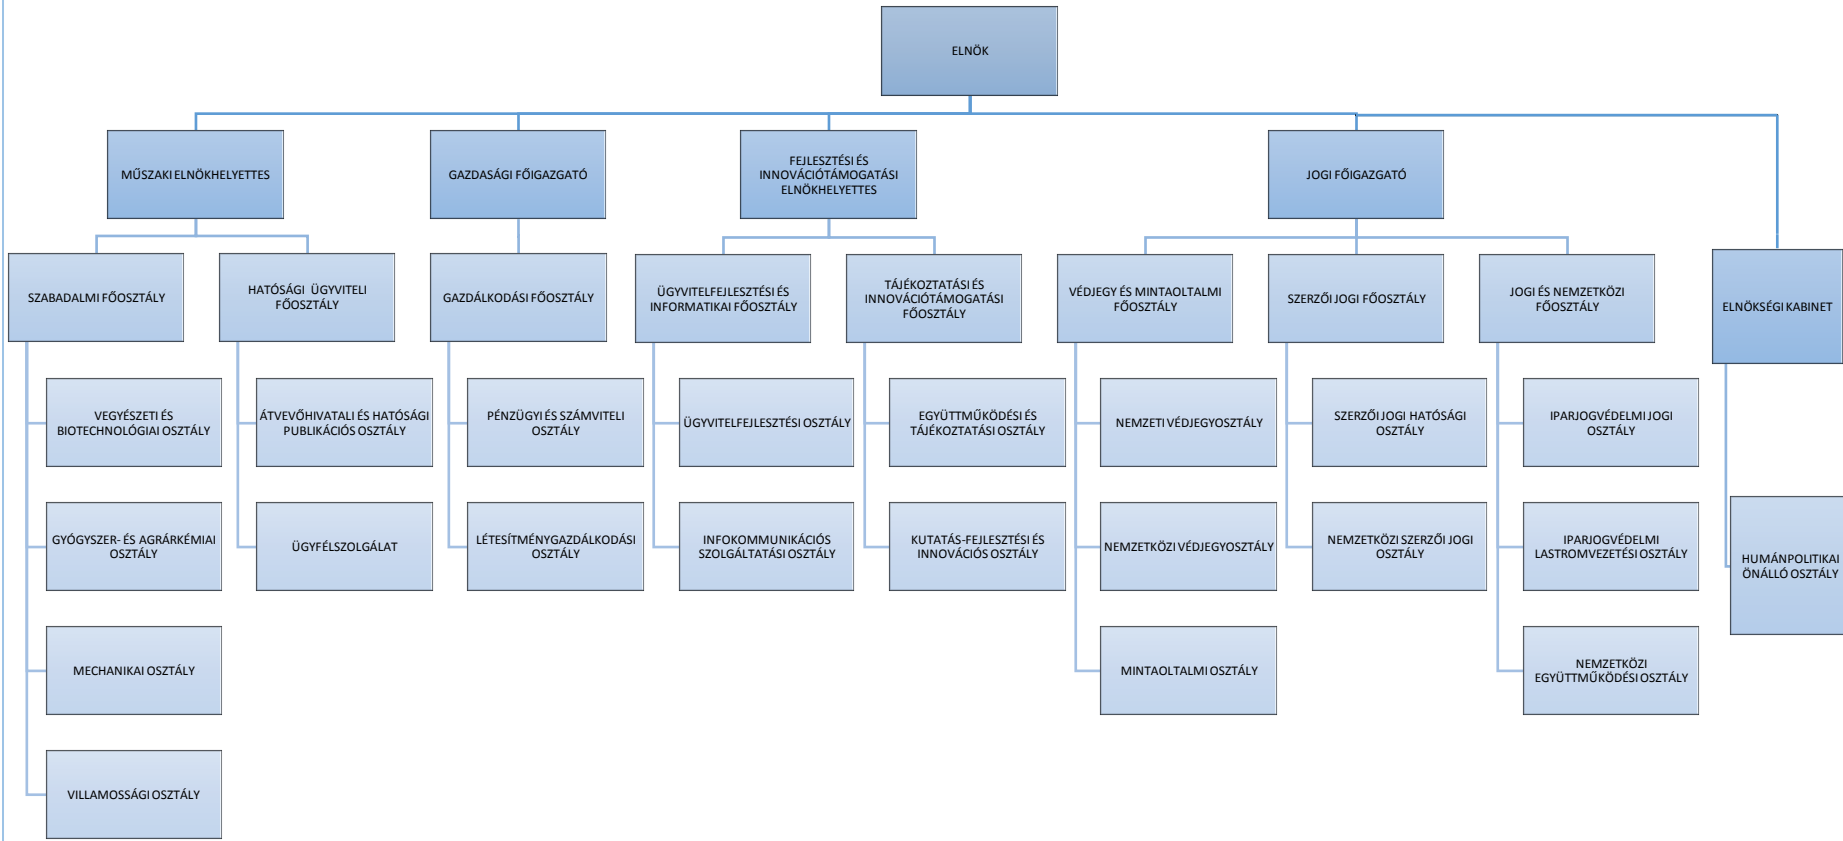 ELNÖK
MŰSZAKI ELNÖKHELYETTES
GAZDASÁGI FŐIGAZGATÓ
FEJLESZTÉSI ÉS
INNOVÁCIÓTÁMOGATÁSI
ELNÖKHELYETTES
JOGI FŐIGAZGATÓ
SZABADALMI FŐOSZTÁLY
HATÓSÁGI ÜGYVITELI
FŐOSZTÁLY
GAZDÁLKODÁSI FŐOSZTÁLY
ÜGYVITELFEJLESZTÉSI ÉS
INFORMATIKAI FŐOSZTÁLY
TÁJÉKOZTATÁSI ÉS
INNOVÁCIÓTÁMOGATÁSI
FŐOSZTÁLY
VÉDJEGY ÉS MINTAOLTALMI
FŐOSZTÁLY
SZERZŐI JOGI FŐOSZTÁLY
JOGI ÉS NEMZETKÖZI
FŐOSZTÁLY
ELNÖKSÉGI KABINET
VEGYÉSZETI ÉS
BIOTECHNOLÓGIAI OSZTÁLY
ÁTVEVŐHIVATALI ÉS HATÓSÁGI
PUBLIKÁCIÓS OSZTÁLY
PÉNZÜGYI ÉS SZÁMVITELI
OSZTÁLY
ÜGYVITELFEJLESZTÉSI OSZTÁLY
EGYÜTTMŰKÖDÉSI ÉS
TÁJÉKOZTATÁSI OSZTÁLY
NEMZETI VÉDJEGYOSZTÁLY
SZERZŐI JOGI HATÓSÁGI
OSZTÁLY
IPARJOGVÉDELMI JOGI
OSZTÁLY
GYÓGYSZER- ÉS AGRÁRKÉMIAI
OSZTÁLY
ÜGYFÉLSZOLGÁLAT
LÉTESÍTMÉNYGAZDÁLKODÁSI
OSZTÁLY
INFOKOMMUNIKÁCIÓS
SZOLGÁLTATÁSI OSZTÁLY
KUTATÁS-FEJLESZTÉSI ÉS
INNOVÁCIÓS OSZTÁLY
NEMZETKÖZI VÉDJEGYOSZTÁLY
NEMZETKÖZI SZERZŐI JOGI
OSZTÁLY
IPARJOGVÉDELMI
LASTROMVEZETÉSI OSZTÁLY
HUMÁNPOLITIKAI
ÖNÁLLÓ OSZTÁLY
MECHANIKAI OSZTÁLY
MINTAOLTALMI OSZTÁLY
NEMZETKÖZI
EGYÜTTMŰKÖDÉSI OSZTÁLY
VILLAMOSSÁGI OSZTÁLY